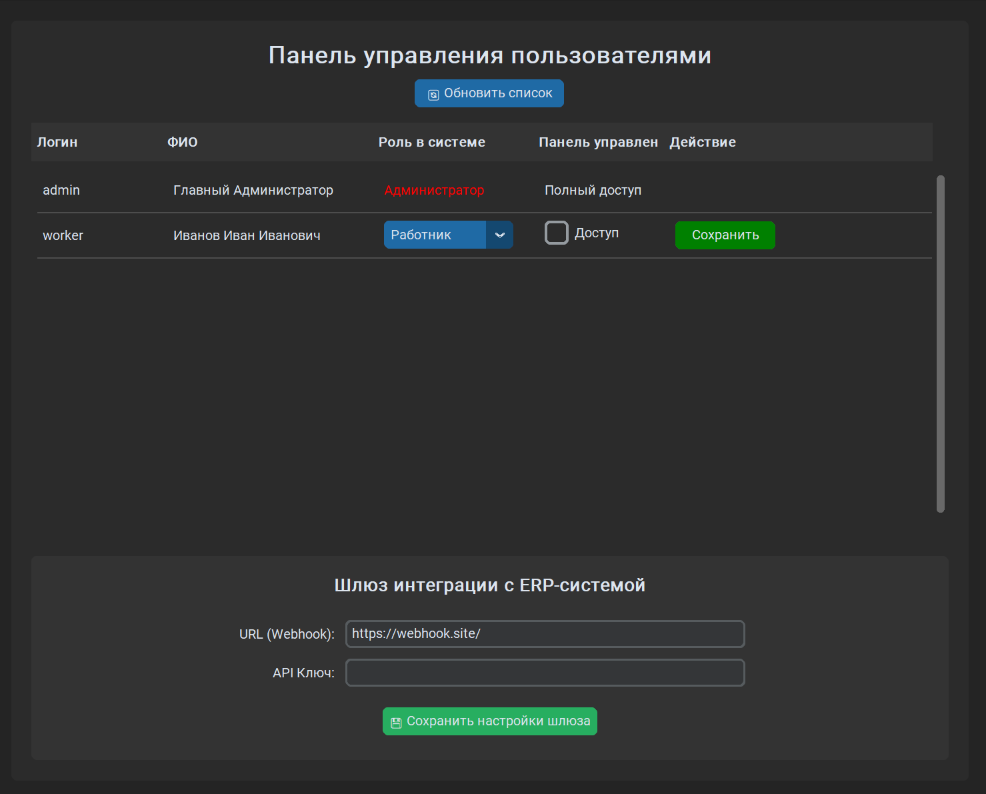 Панель управления пользователями
Обновить список
Логин ФИО Роль в системе Панель управлен Действие
admin Главный Администратор Администратор Полный доступ
worker Иванов Иван Иванович Работник Доступ Сохранить
Шлюз интеграции с ERP-системой
URL (Webhook): https://webhook.site/
API Ключ:
Сохранить настройки шлюза